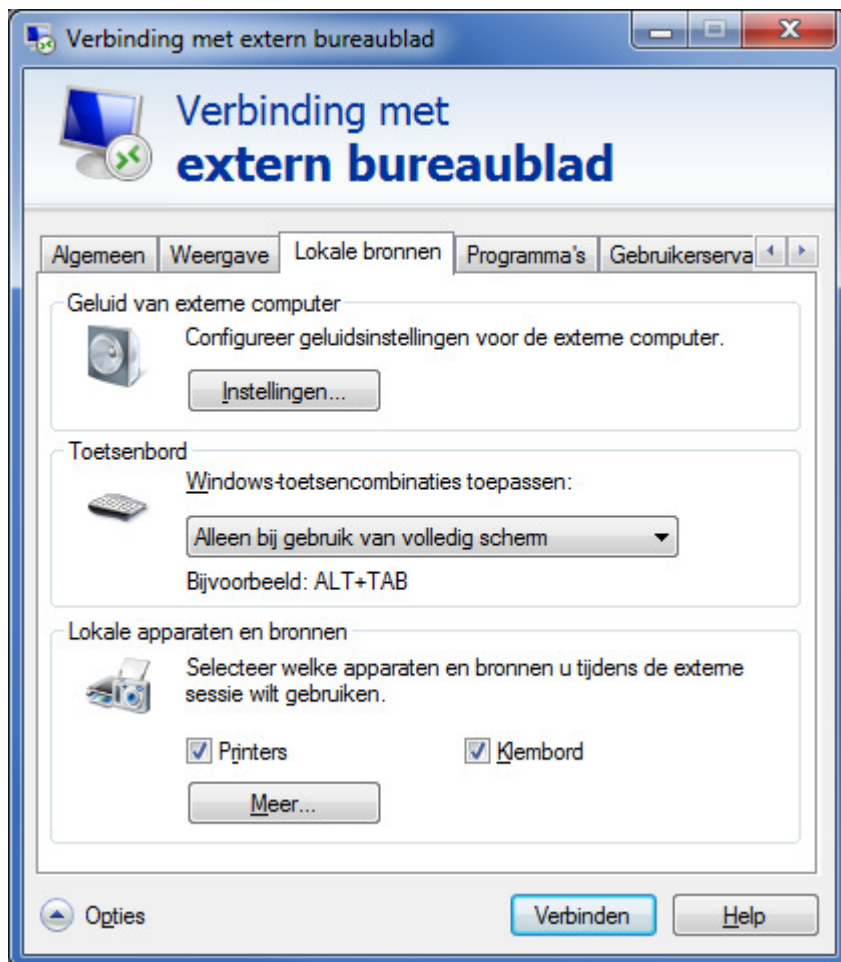 Verbinding met extern bureaublad
Verbinding met
extern bureaublad
Algemeen Weergave Lokale bronnen Programma's Gebruikerserva
Geluid van externe computer
Configureer geluidsinstellingen voor de externe computer.
Instellingen...
Toetsenbord
Windows-toetsencombinaties toepassen:
Alleen bij gebruik van volledig scherm
Bijvoorbeeld: ALT+TAB
Lokale apparaten en bronnen
Selecteer welke apparaten en bronnen u tijdens de externe
sessie wilt gebruiken.
Printers Klembord
Meer...
Opties Verbinden Help